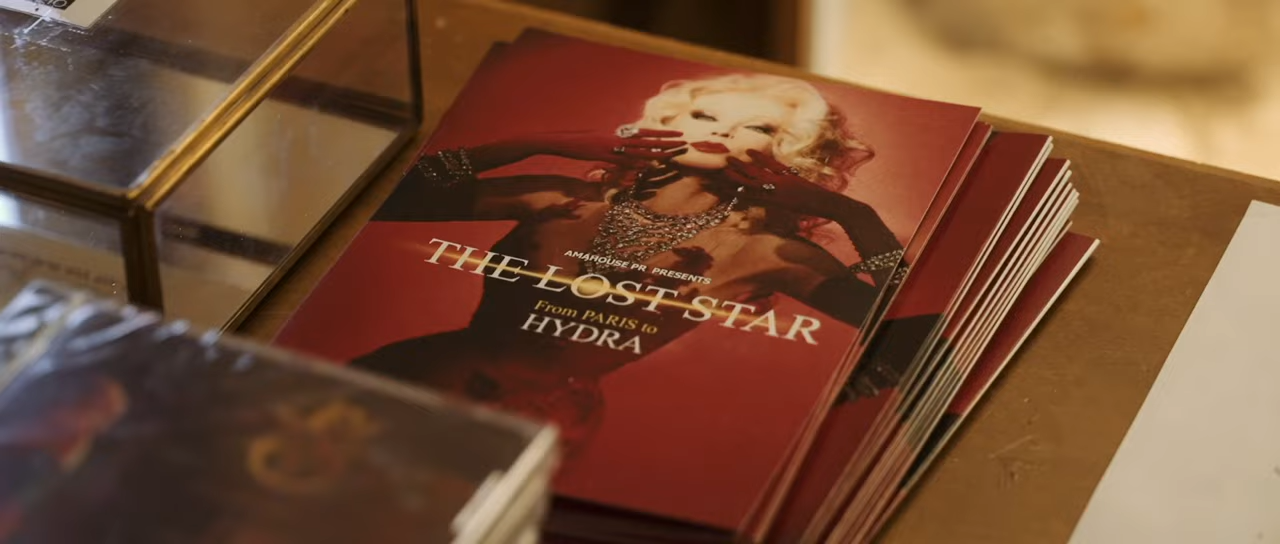 AMAHOUSE PR PRESENTS
THE LOST STAR
From PARIS to
HYDRA